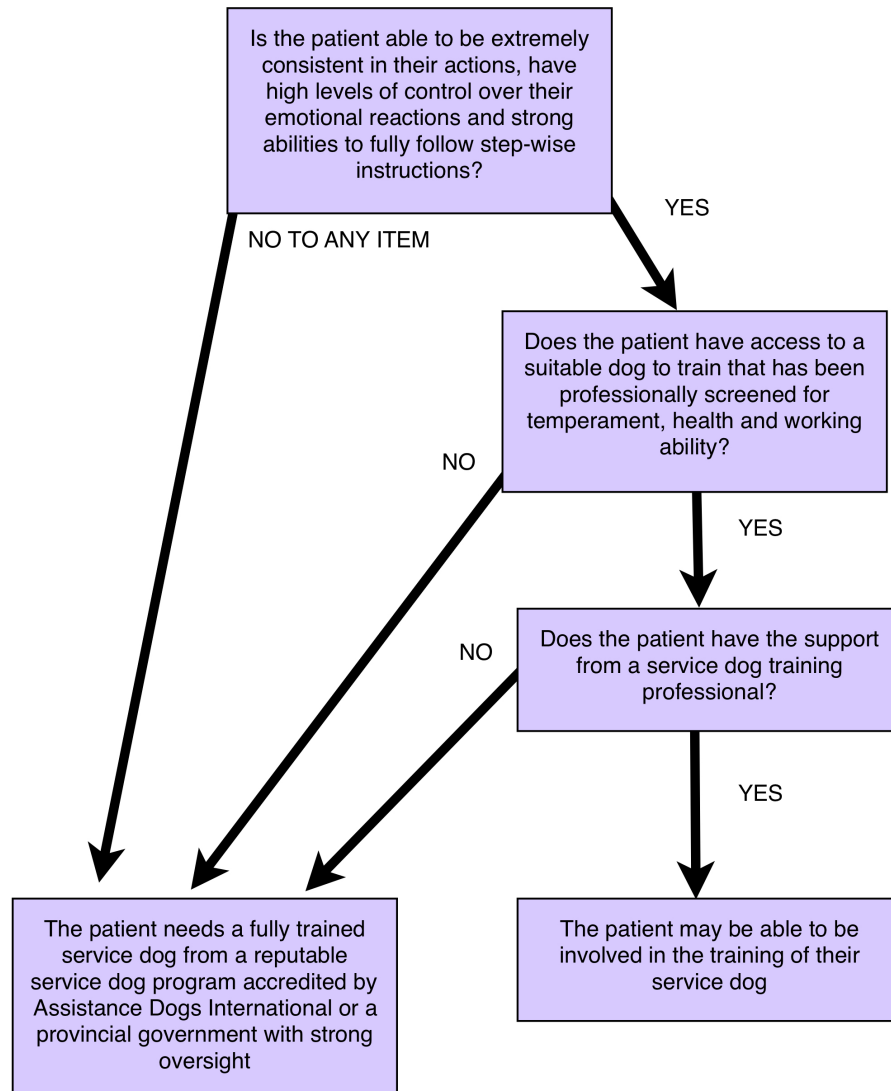 Is the patient able to be extremely
consistent in their actions, have
high levels of control over their
emotional reactions and strong
abilities to fully follow step-wise
instructions?
YES
NO TO ANY ITEM
Does the patient have access to a
suitable dog to train that has been
professionally screened for
temperament, health and working
ability?
NO
YES
Does the patient have the support
from a service dog training
professional?
NO
YES
The patient needs a fully trained
service dog from a reputable
service dog program accredited by
Assistance Dogs International or a
provincial government with strong
oversight
The patient may be able to be
involved in the training of their
service dog